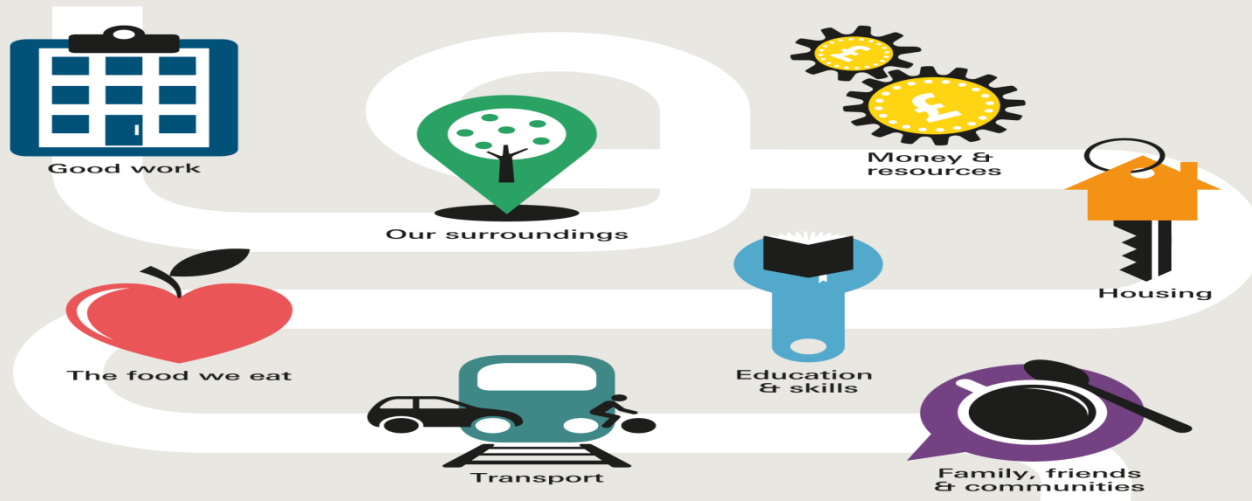 Good work
Our surroundings
£
£
Money &
resources
Housing
The food we eat
Education
& skills
Transport
Family, friends
& communities